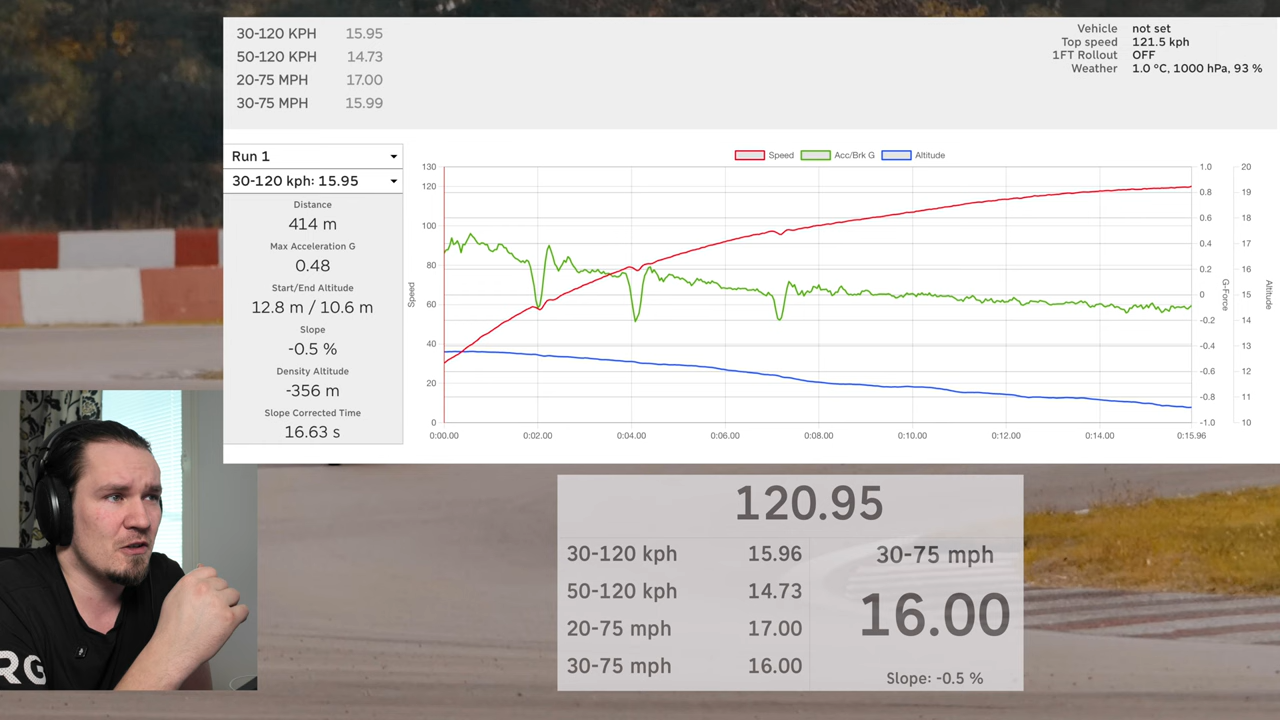 30-120 KPH 15.95
50-120 KPH 14.73
20-75 MPH 17.00
30-75 MPH 15.99
Vehicle not set
Top speed 121.5 kph
1FT Rollout OFF
Weather 1.0 °C, 1000 hPa, 93 %
Run 1
30-120 kph: 15.95
Distance
414 m
Max Acceleration G
0.48
Start/End Altitude
12.8 m / 10.6 m
Slope
-0.5 %
Density Altitude
-356 m
Slope Corrected Time
16.63 s
Speed Acc/Brk G Altitude
130 1.0 20
120 0.8 19
0.6 18
100 0.4 17
80 0.2 16
60 0 15
-0.2 14
40 -0.4 13
-0.6 12
20 -0.8 11
0 -1.0 10
Speed
G-Force
Altitude
0:00.00 0:02.00 0:04.00 0:06.00 0:08.00 0:10.00 0:12.00 0:14.00 0:15.96
120.95
30-120 kph 15.96
50-120 kph 14.73
20-75 mph 17.00
30-75 mph 16.00
30-75 mph
16.00
Slope: -0.5 %
RG